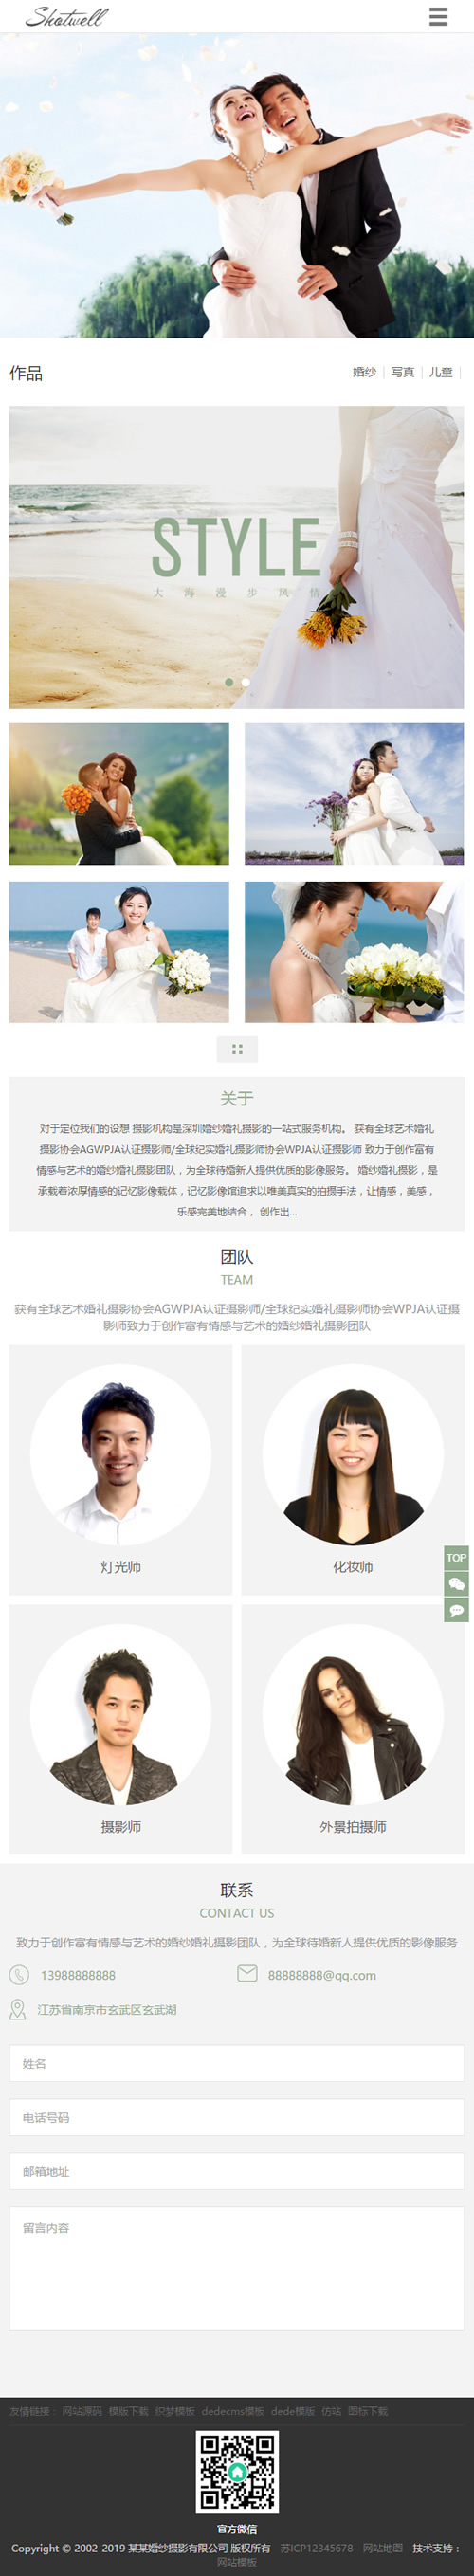 Shotwell
作品
婚纱 写真 儿童
STYLE
大海漫步风情
关于
对于定位我们的设想 摄影机构是深圳婚纱婚礼摄影的一站式服务机构。 获有全球艺术婚礼
摄影协会AGWPJA认证摄影师/全球纪实婚礼摄影师协会WPJA认证摄影师 致力于创作富有
情感与艺术的婚纱婚礼摄影团队，为全球待婚新人提供优质的影像服务。 婚纱婚礼摄影，是
承载着浓厚情感的记忆影像载体，记忆影像馆追求以唯美真实的拍摄手法，让情感，美感，
乐感完美地结合， 创作出...
团队
TEAM
获有全球艺术婚礼摄影协会AGWPJA认证摄影师/全球纪实婚礼摄影师协会WPJA认证摄
影师致力于创作富有情感与艺术的婚纱婚礼摄影团队
灯光师
化妆师
TOP
摄影师
外景拍摄师
联系
CONTACT US
致力于创作富有情感与艺术的婚纱婚礼摄影团队，为全球待婚新人提供优质的影像服务
13988888888
88888888@qq.com
江苏省南京市玄武区玄武湖
姓名
电话号码
邮箱地址
留言内容
友情链接： 网站源码 模版下载 织梦模板 dedecms模板 dede模版 仿站 图标下载
官方微信
Copyright © 2002-2019 某某婚纱摄影有限公司 版权所有 苏ICP12345678 网站地图 技术支持：
网站模板